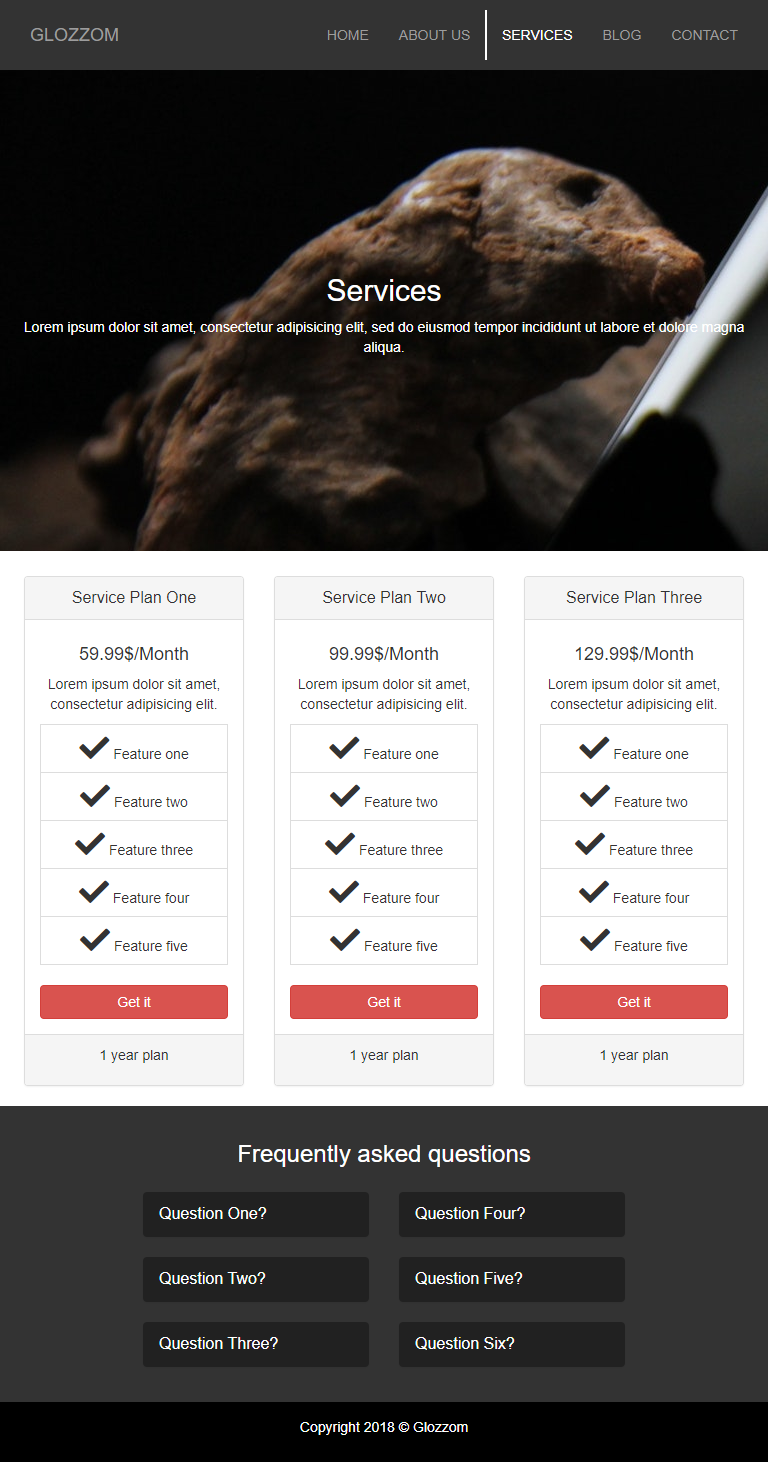 GLOZZOM
HOME ABOUT US SERVICES BLOG CONTACT
Services
Lorem ipsum dolor sit amet, consectetur adipisicing elit, sed do eiusmod tempor incididunt ut labore et dolore magna
aliqua.
Service Plan One
59.99$/Month
Lorem ipsum dolor sit amet,
consectetur adipisicing elit.
Feature one
Feature two
Feature three
Feature four
Feature five
Get it
1 year plan
Service Plan Two
99.99$/Month
Lorem ipsum dolor sit amet,
consectetur adipisicing elit.
Feature one
Feature two
Feature three
Feature four
Feature five
Get it
1 year plan
Service Plan Three
129.99$/Month
Lorem ipsum dolor sit amet,
consectetur adipisicing elit.
Feature one
Feature two
Feature three
Feature four
Feature five
Get it
1 year plan
Frequently asked questions
Question One?
Question Two?
Question Three?
Question Four?
Question Five?
Question Six?
Copyright 2018 © Glozzom